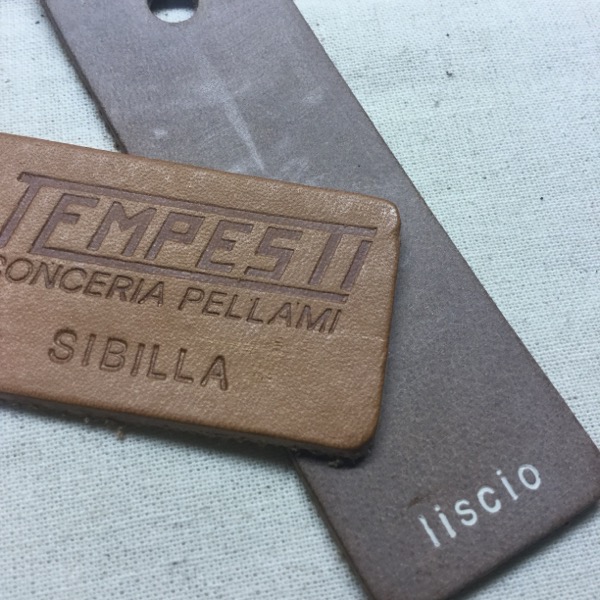 TEMPESTI
CONCERIA PELLAMI
SIBILLA
liscio